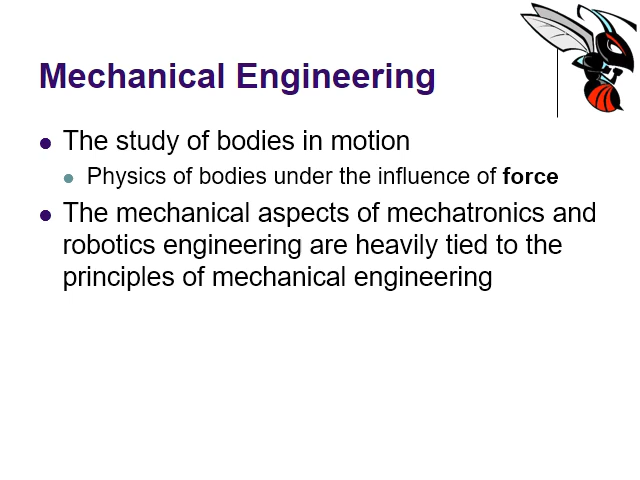 Mechanical Engineering
The study of bodies in motion
Physics of bodies under the influence of force
The mechanical aspects of mechatronics and
robotics engineering are heavily tied to the
principles of mechanical engineering